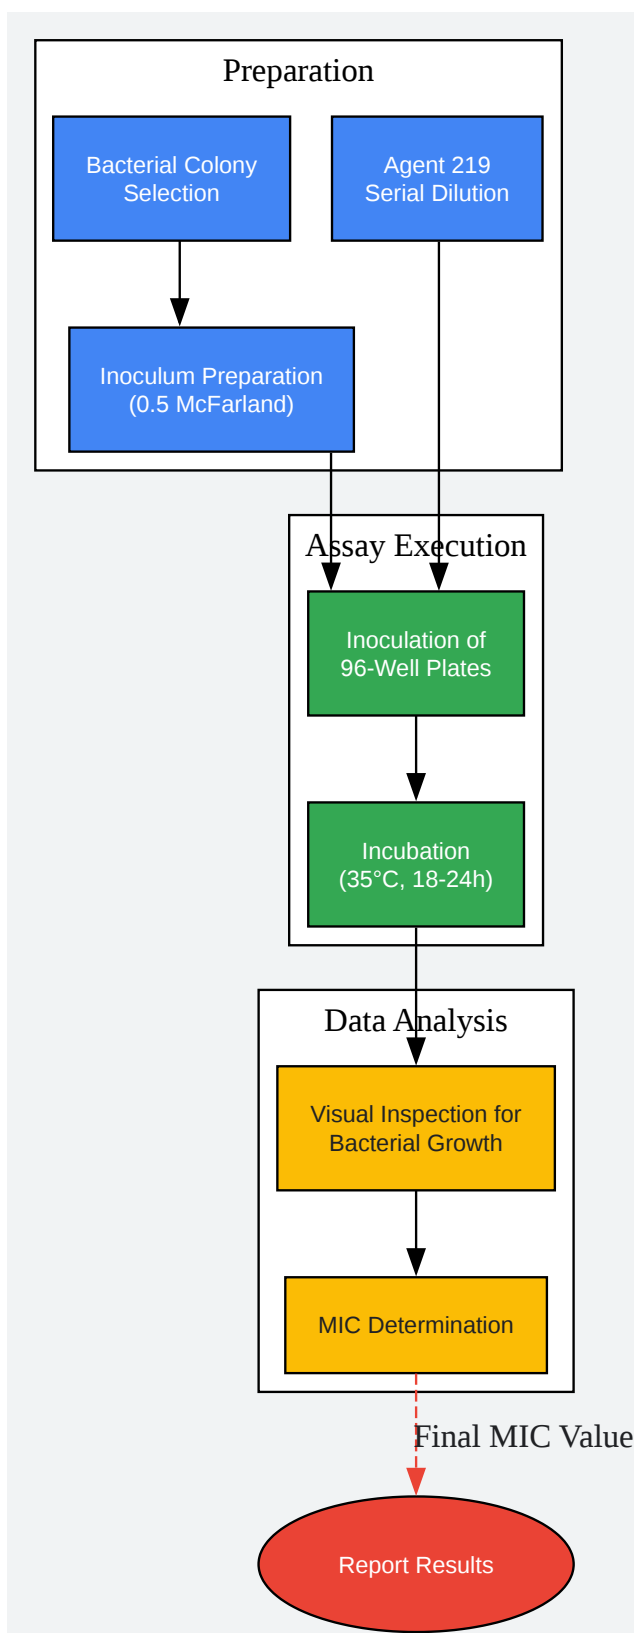 Preparation
Bacterial Colony
Selection
Agent 219
Serial Dilution
Inoculum Preparation
(0.5 McFarland)
Assay Execution
Inoculation of
96-Well Plates
Incubation
(35°C, 18-24h)
Data Analysis
Visual Inspection for
Bacterial Growth
MIC Determination
Final MIC Value
Report Results